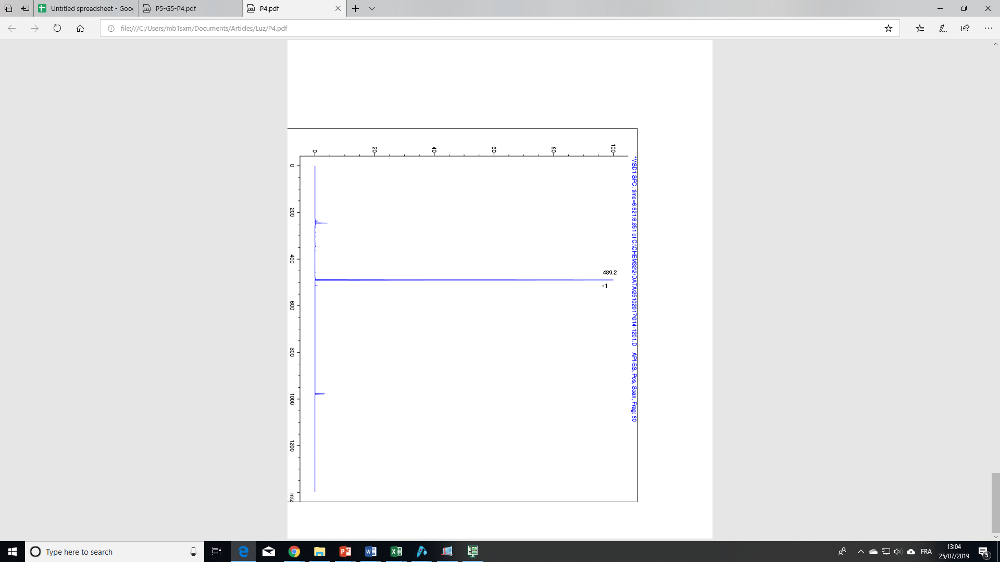 Untitled spreadsheet - Goog
P5-G5-P4.pdf
P4.pdf
file:///C:/Users/mb1sxm/Documents/Articles/Luz/P4.pdf
*MSD1 SPC, time=6.621:6.851 of C:\CHEM32\2\DATA\25102017\014-1201.D API-ES, Pos, Scan, Frag: 80
0
20
40
60
80
100
0
200
400
600
800
1000
1200
m/z
489.2
+1
Type here to search
FRA
13:04
25/07/2019
5